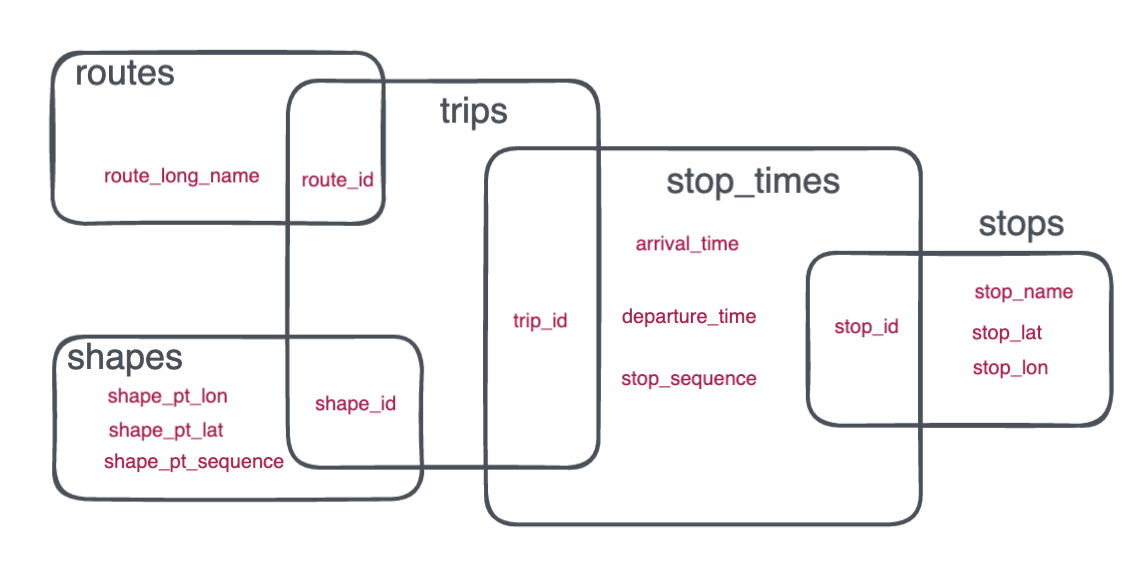 routes
trips
route_long_name
route_id
stop_times
arrival_time
departure_time
stop_sequence
trip_id
stop_id
stops
stop_name
stop_lat
stop_lon
shapes
shape_pt_lon
shape_pt_lat
shape_pt_sequence
shape_id